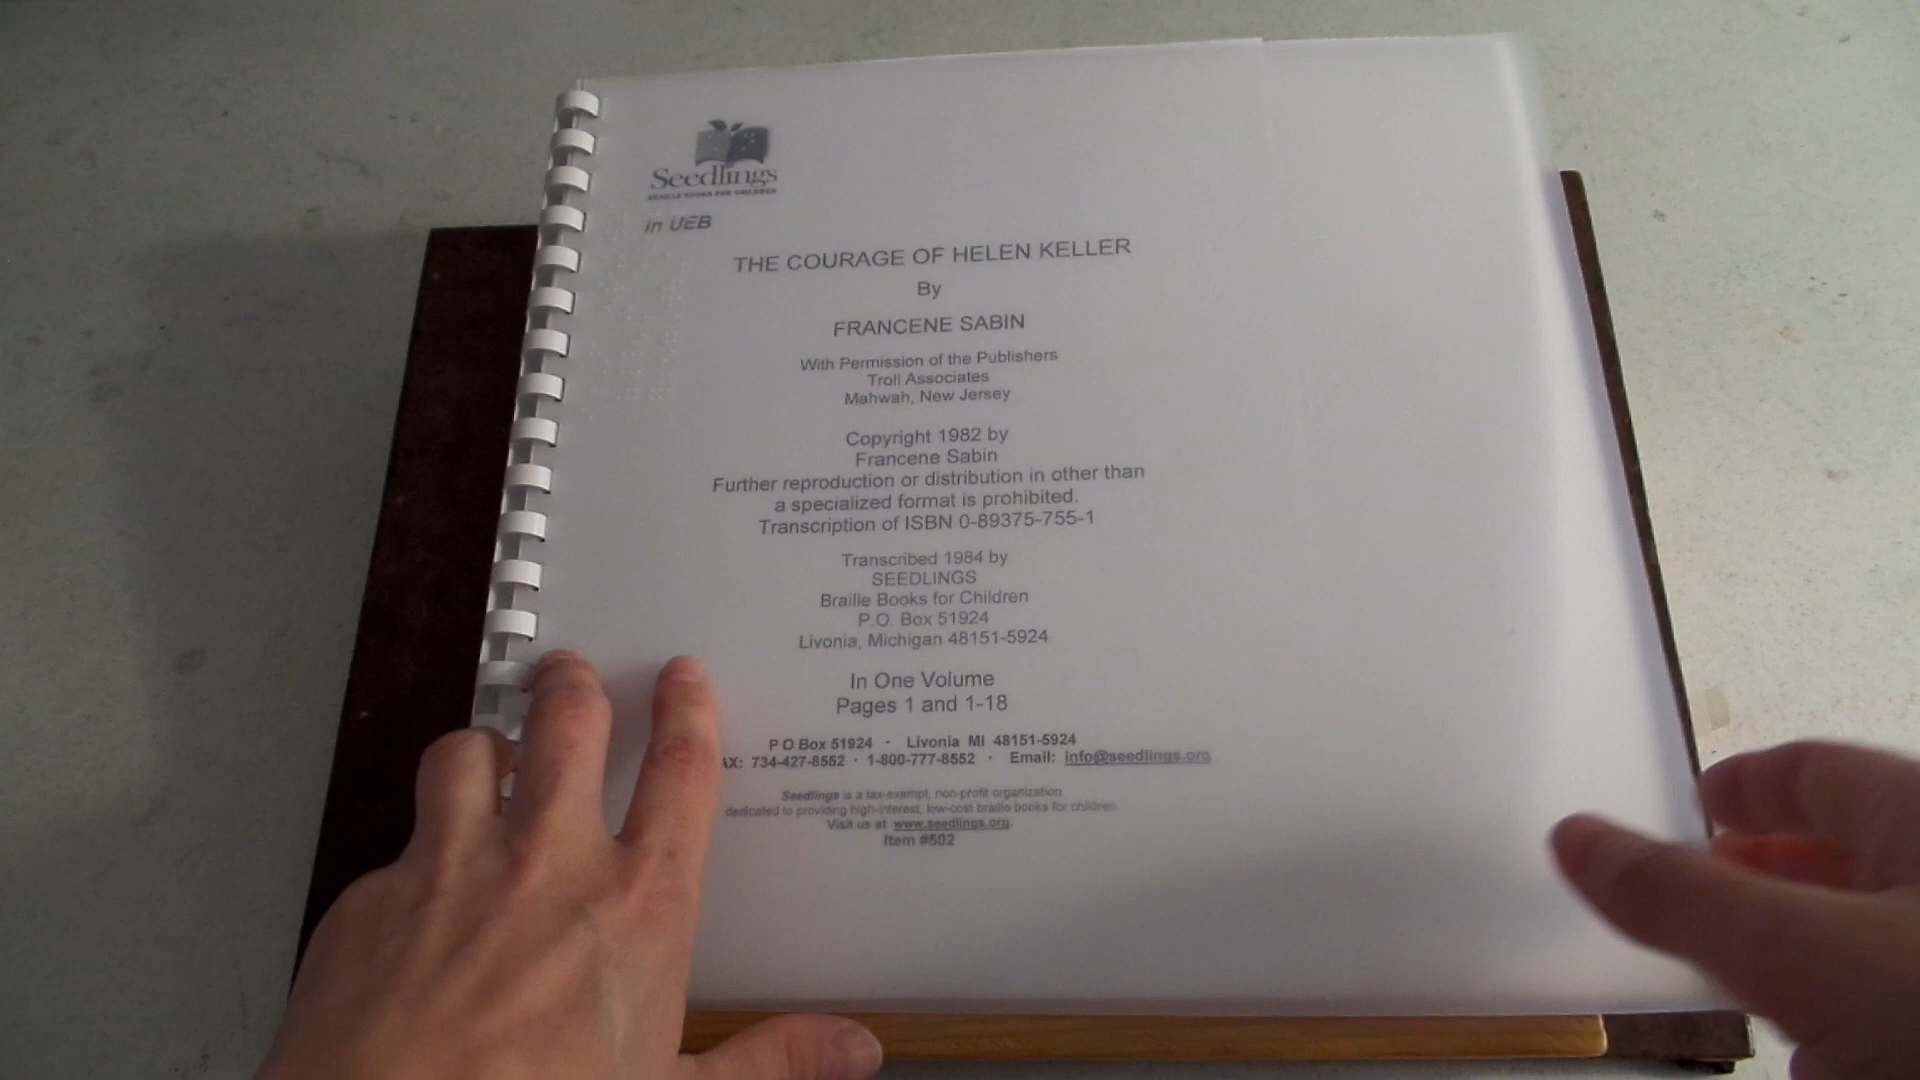 Seedlings
BRAILLE BOOKS FOR CHILDREN
in UEB
THE COURAGE OF HELEN KELLER
By
FRANCENE SABIN
With Permission of the Publishers
Troll Associates
Mahwah, New Jersey
Copyright 1982 by
Francene Sabin
Further reproduction or distribution in other than
a specialized format is prohibited.
Transcription of ISBN 0-89375-755-1
Transcribed 1984 by
SEEDLINGS
Braille Books for Children
P.O. Box 51924
Livonia, Michigan 48151-5924
In One Volume
Pages 1 and 1-18
P O Box 51924 · Livonia MI 48151-5924
AX: 734-427-8552 · 1-800-777-8552 · Email: info@seedlings.org
Seedlings is a tax-exempt, non-profit organization
dedicated to providing high-interest, low-cost braille books for children.
Visit us at www.seedlings.org.
Item #502